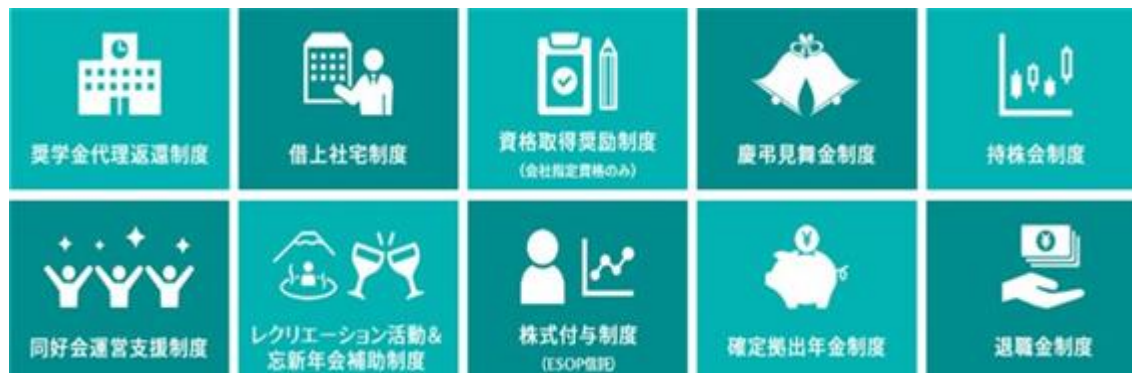 奨学金代理返還制度
借上社宅制度
資格取得奨励制度
(会社指定資格のみ)
慶弔見舞金制度
持株会制度
同好会運営支援制度
レクリエーション活動&
忘新年会補助制度
株式付与制度
(ESOP信託)
確定拠出年金制度
退職金制度